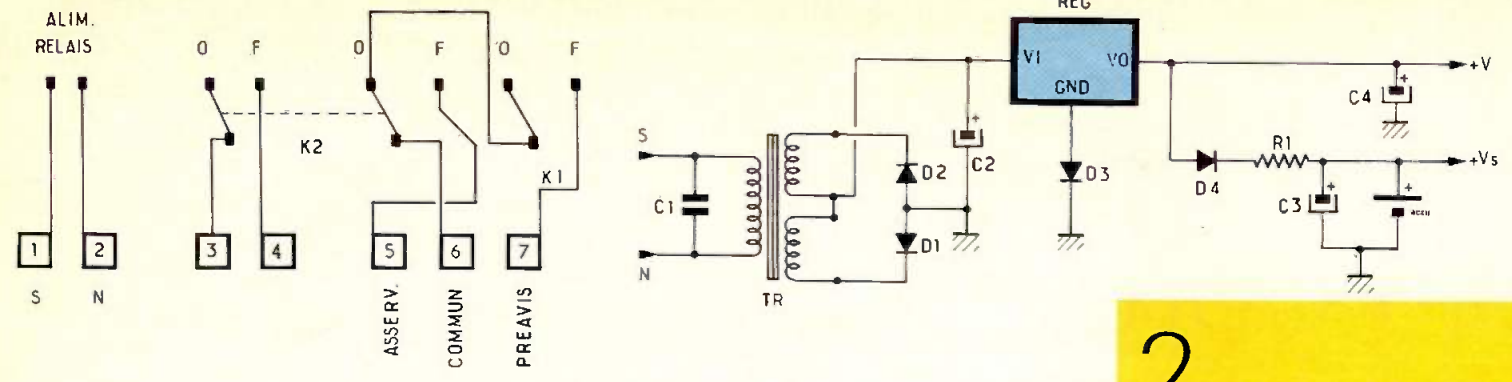 ALIM.
RELAIS
O F O F O F
K2
K1
1 2 3 4 5 6 7
S N
ASSERV.
COMMUN
PREAVIS
S
N
C1
TR
D2
D1
C2
REG
VI VO
GND
D3
D4
R1
C3
accu
C4
+V
+Vs
+
+
+
+
2